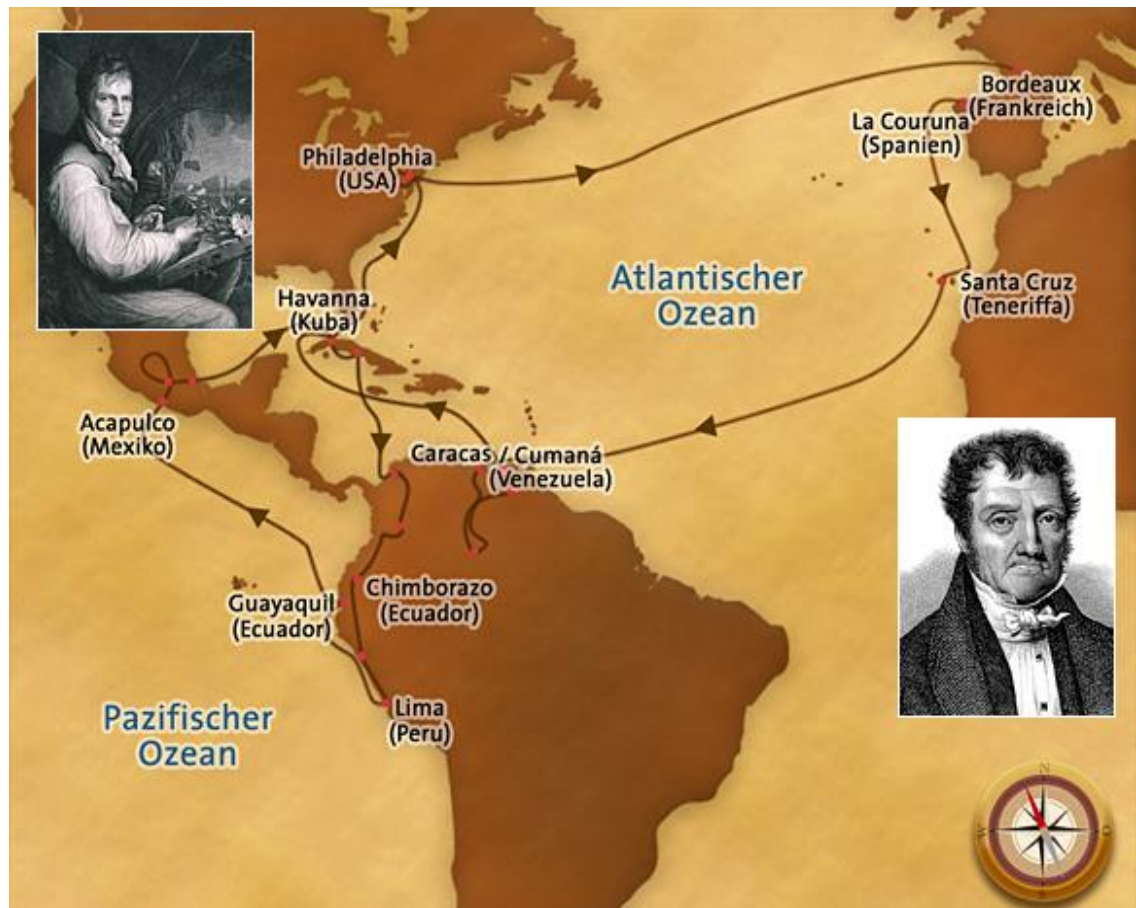 Bordeaux
(Frankreich)
La Couruna
(Spanien)
Philadelphia
(USA)
Atlantischer
Ozean
Santa Cruz
(Teneriffa)
Havanna
(Kuba)
Acapulco
(Mexiko)
Caracas / Cumaná
(Venezuela)
Chimborazo
(Ecuador)
Guayaquil
(Ecuador)
Lima
(Peru)
Pazifischer
Ozean
N
W
O
S